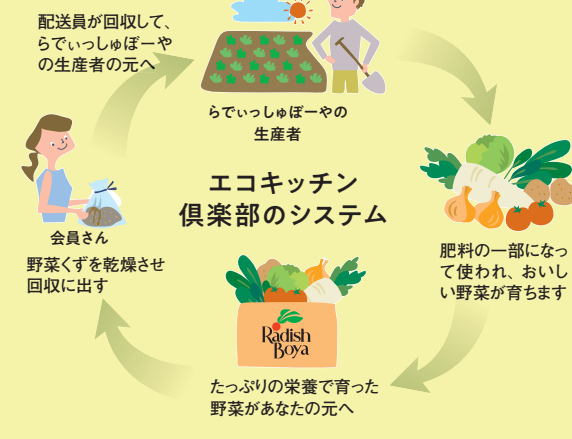 配送員が回収して、
らでぃっしゅぼーや
の生産者の元へ
らでぃっしゅぼーやの
生産者
エコキッチン
倶楽部のシステム
会員さん
野菜くずを乾燥させ
回収に出す
肥料の一部になっ
て使われ、おいし
い野菜が育ちます
Radish
Boya
たっぷりの栄養で育った
野菜があなたの元へ